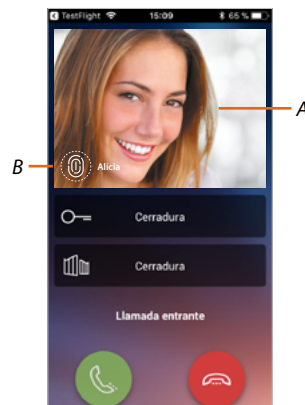 TestFlight 15:09 65 %
A
B
Alicia
Cerradura
Cerradura
Llamada entrante